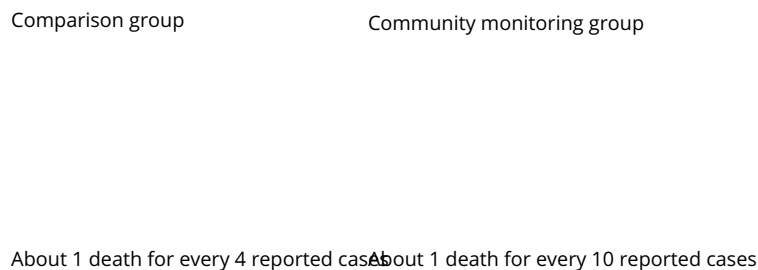 Comparison group
Community monitoring group
About 1 death for every 4 reported cases
About 1 death for every 10 reported cases